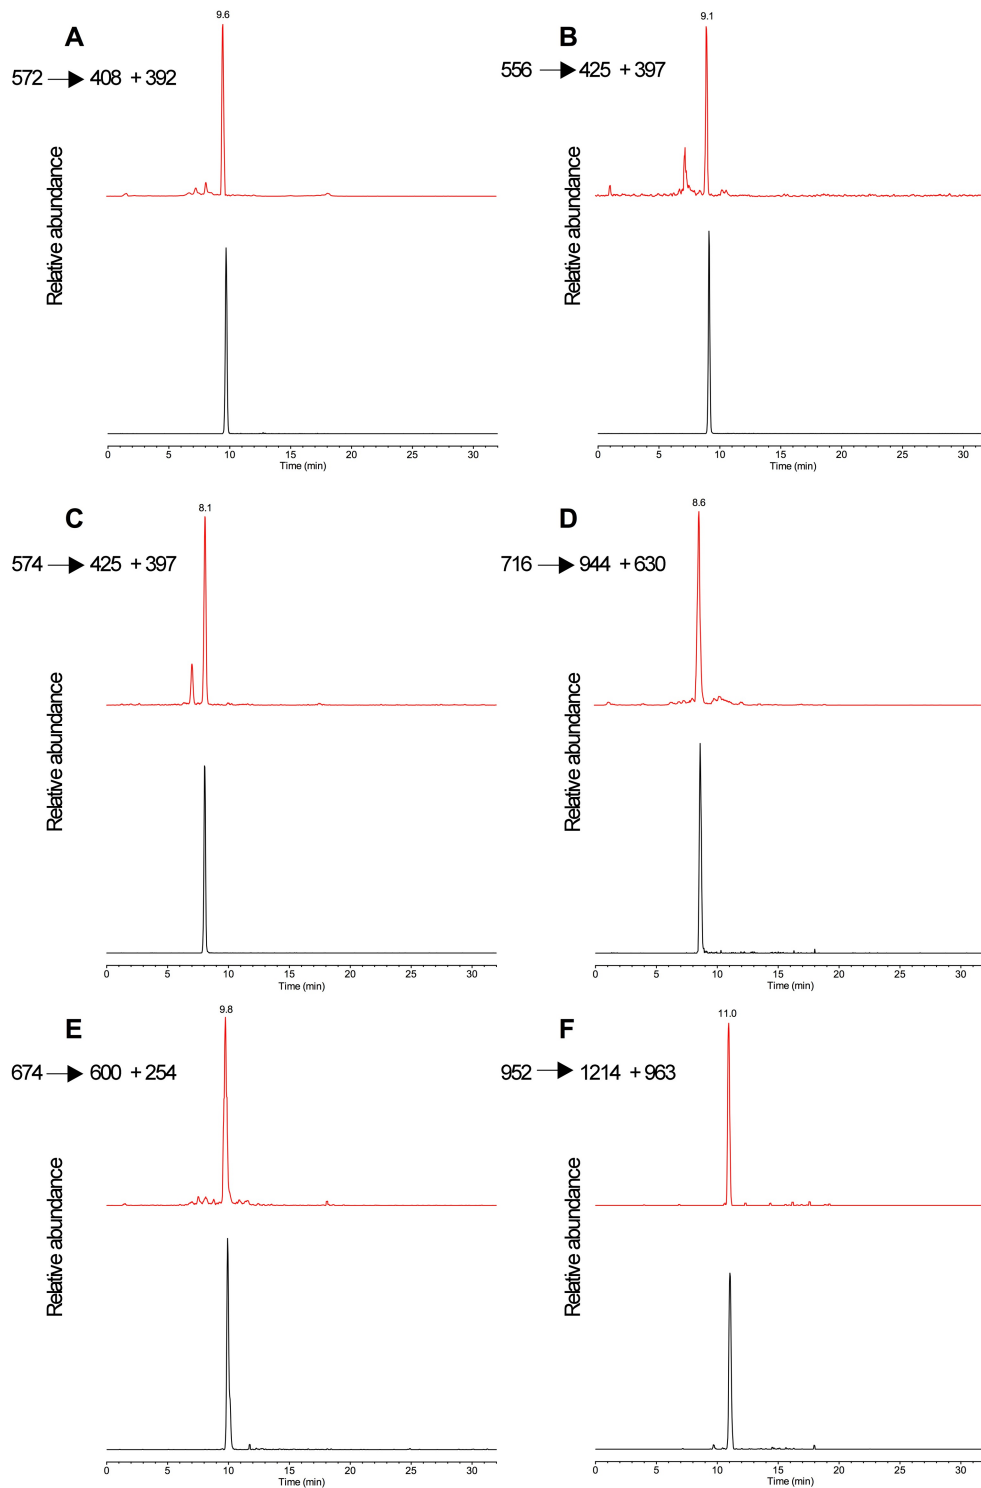 A
9.6
572 → 408 + 392
Relative abundance
0 5 10 15 20 25 30
Time (min)
B
9.1
556 → 425 + 397
Relative abundance
0 5 10 15 20 25 30
Time (min)
C
8.1
574 → 425 + 397
Relative abundance
0 5 10 15 20 25 30
Time (min)
D
8.6
716 → 944 + 630
Relative abundance
0 5 10 15 20 25 30
Time (min)
E
9.8
674 → 600 + 254
Relative abundance
0 5 10 15 20 25 30
Time (min)
F
11.0
952 → 1214 + 963
Relative abundance
0 5 10 15 20 25 30
Time (min)